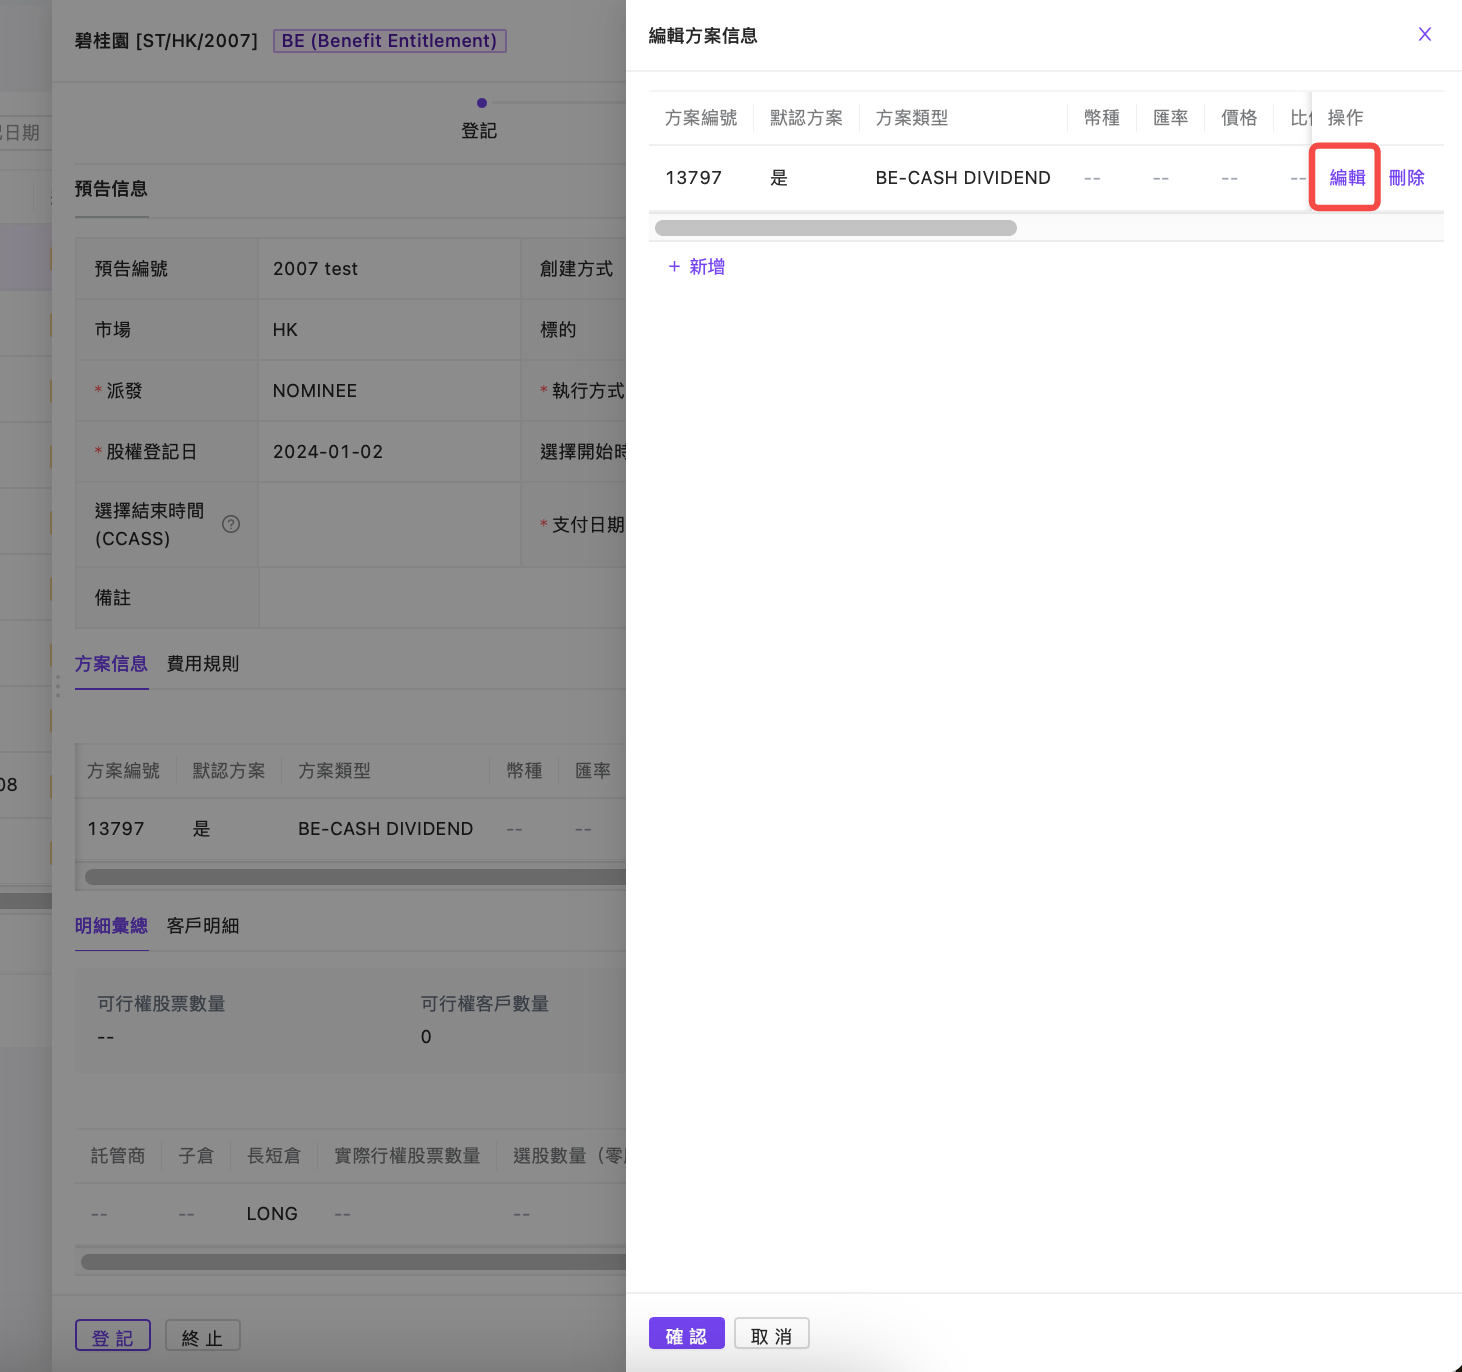 碧桂園 [ST/HK/2007] BE (Benefit Entitlement)
登記
日期
預告信息
預告編號 2007 test 創建方式
市場 HK 標的
* 派發 NOMINEE * 執行方式
* 股權登記日 2024-01-02 選擇開始時
選擇結束時間
(CCASS) * 支付日期
備註
方案信息 費用規則
方案編號 默認方案 方案類型 幣種 匯率
08
13797 是 BE-CASH DIVIDEND -- --
明細彙總 客戶明細
可行權股票數量 可行權客戶數量
-- 0
託管商 子倉 長短倉 實際行權股票數量 選股數量（零
-- -- LONG -- --
登記 終止
編輯方案信息
方案編號 默認方案 方案類型 幣種 匯率 價格 比 操作
13797 是 BE-CASH DIVIDEND -- -- -- -- 編輯 刪除
+ 新增
確認 取消